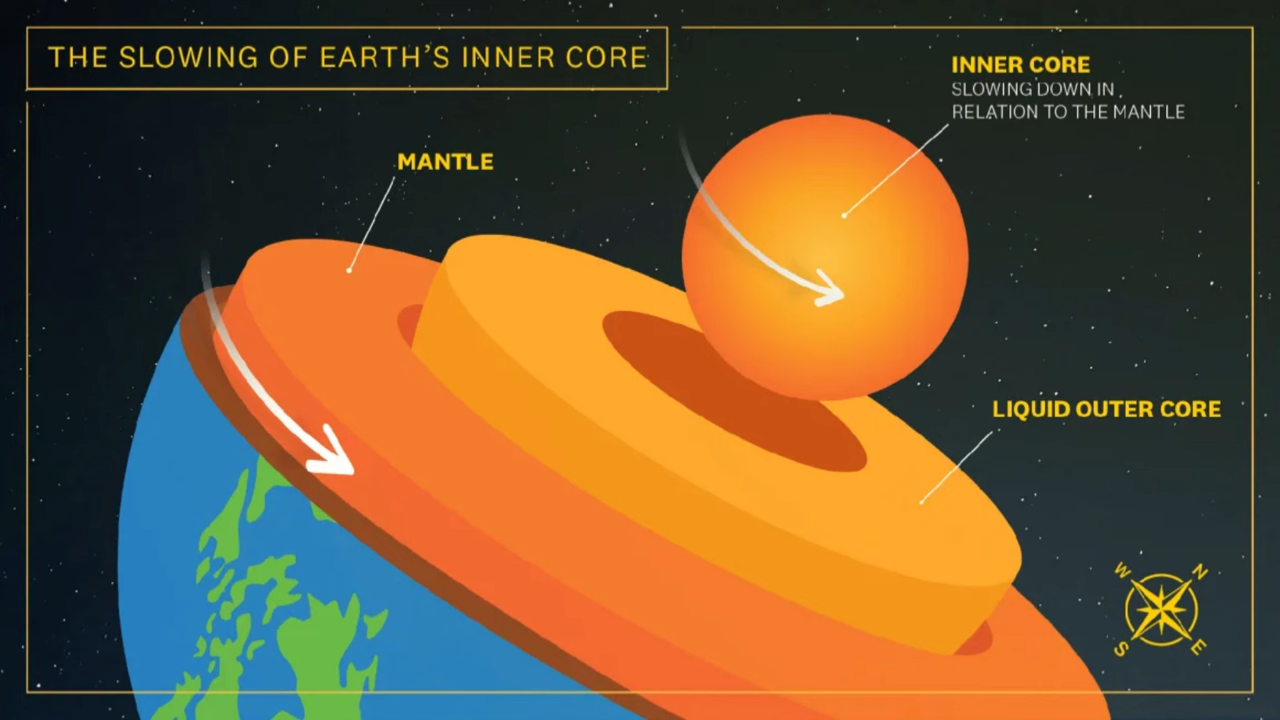 THE SLOWING OF EARTH'S INNER CORE
INNER CORE
SLOWING DOWN IN
RELATION TO THE MANTLE
MANTLE
LIQUID OUTER CORE
W
N
S
E